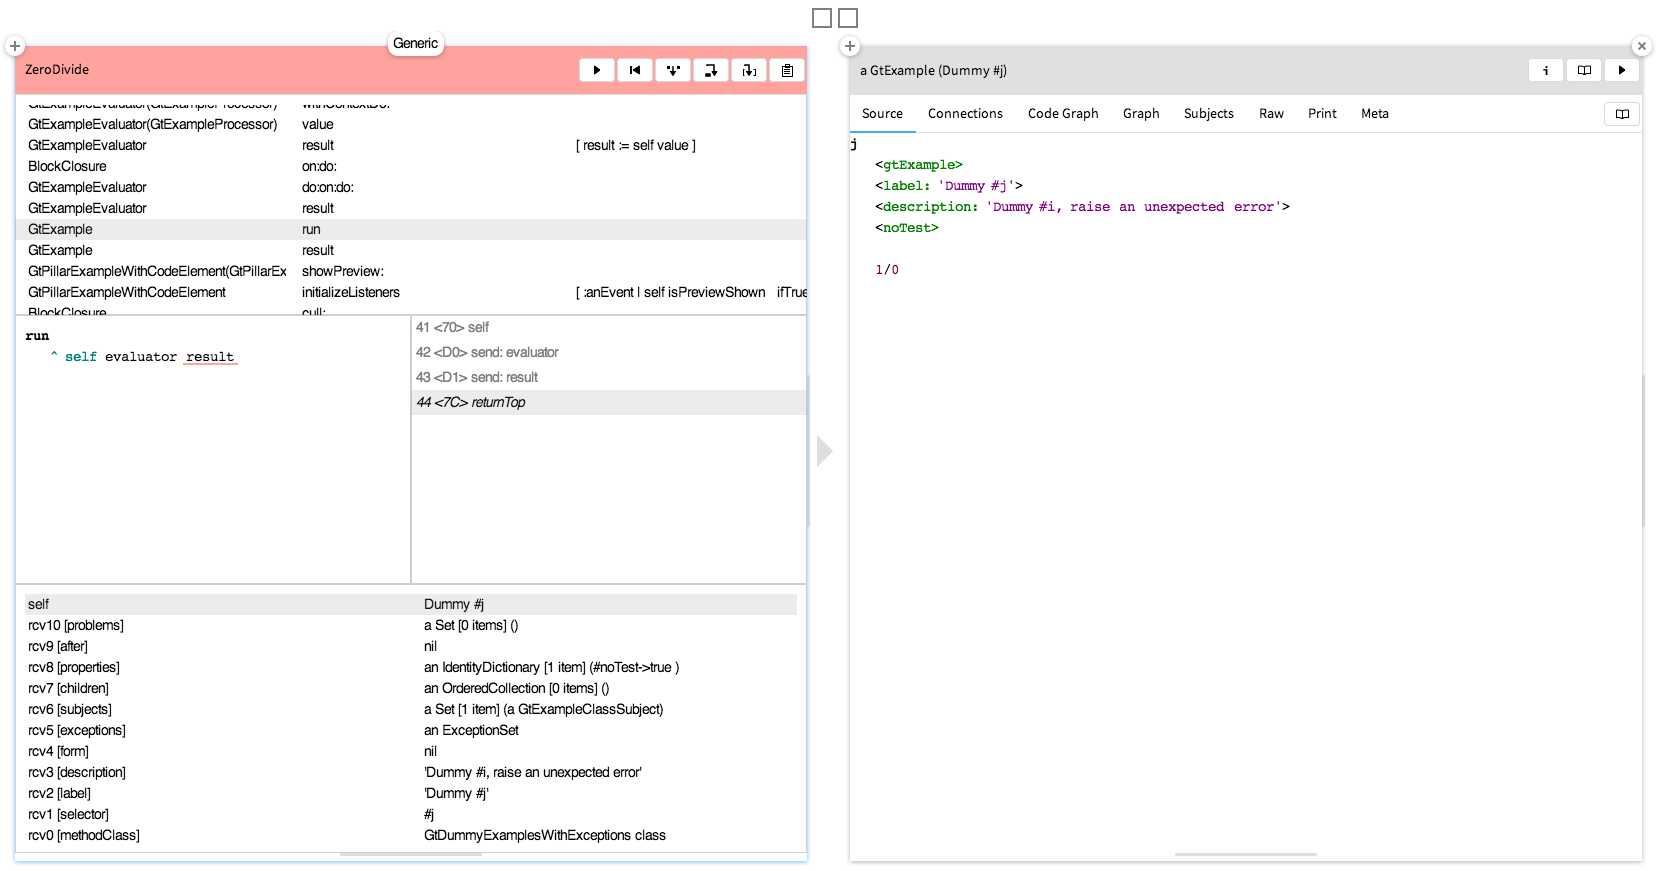 Generic
ZeroDivide
GtExampleEvaluator(GtExampleProcessor) withContextDo:
GtExampleEvaluator(GtExampleProcessor) value
GtExampleEvaluator result [ result := self value ]
BlockClosure on:do:
GtExampleEvaluator do:on:do:
GtExampleEvaluator result
GtExample run
GtExample result
GtPillarExampleWithCodeElement(GtPillarEx showPreview:
GtPillarExampleWithCodeElement initializeListeners [ :anEvent | self isPreviewShown ifTrue
BlockClosure cull:
run
^ self evaluator result
41 <70> self
42 <D0> send: evaluator
43 <D1> send: result
44 <7C> returnTop
self Dummy #j
rcv10 [problems] a Set [0 items] ()
rcv9 [after] nil
rcv8 [properties] an IdentityDictionary [1 item] (#noTest->true )
rcv7 [children] an OrderedCollection [0 items] ()
rcv6 [subjects] a Set [1 item] (a GtExampleClassSubject)
rcv5 [exceptions] an ExceptionSet
rcv4 [form] nil
rcv3 [description] 'Dummy #i, raise an unexpected error'
rcv2 [label] 'Dummy #j'
rcv1 [selector] #j
rcv0 [methodClass] GtDummyExamplesWithExceptions class
a GtExample (Dummy #j)
i
Source Connections Code Graph Graph Subjects Raw Print Meta
j
<gtExample>
<label: 'Dummy #j'>
<description: 'Dummy #i, raise an unexpected error'>
<noTest>
1/0